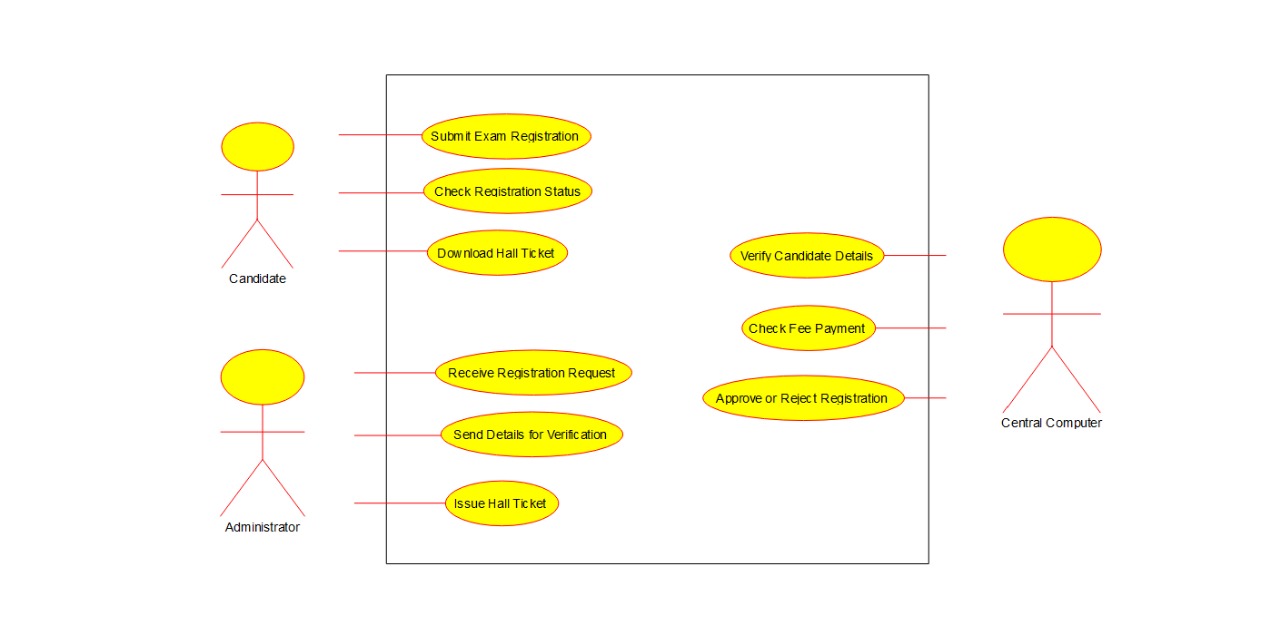 Submit Exam Registration
Check Registration Status
Download Hall Ticket
Candidate
Verify Candidate Details
Check Fee Payment
Approve or Reject Registration
Central Computer
Receive Registration Request
Send Details for Verification
Issue Hall Ticket
Administrator